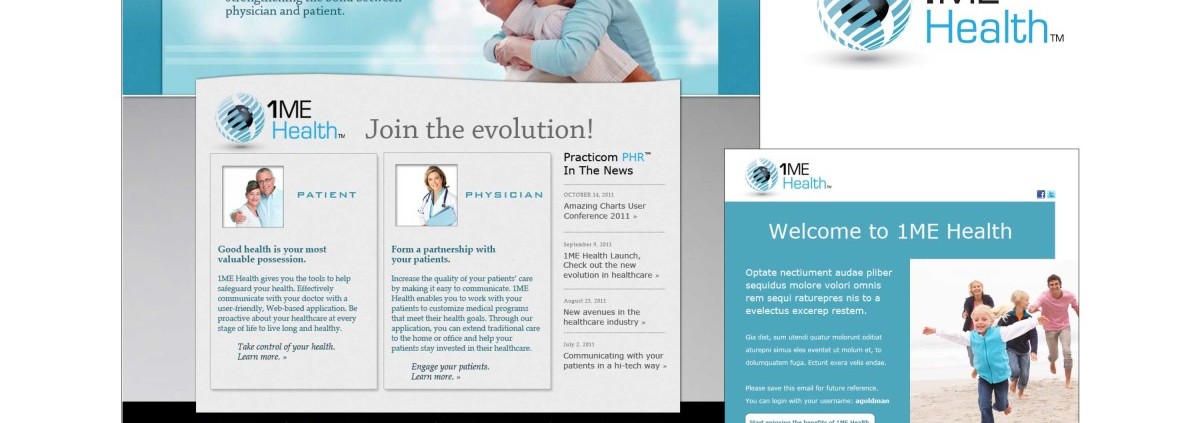 strengthening the bond between
physician and patient.
1ME
Health™
1ME
Health™
Join the evolution!
PATIENT
Good health is your most
valuable possession.
1ME Health gives you the tools to help
safeguard your health. Effectively
communicate with your doctor with a
user-friendly, Web-based application. Be
proactive about your healthcare at every
stage of life to live long and healthy.
Take control of your health.
Learn more. »
PHYSICIAN
Form a partnership with
your patients.
Increase the quality of your patients' care
by making it easy to communicate. 1ME
Health enables you to work with your
patients to customize medical programs
that meet their health goals. Through our
application, you can extend traditional care
to the home or office and help your
patients stay invested in their healthcare.
Engage your patients.
Learn more. »
Practicom PHR™
In The News
OCTOBER 14, 2011
Amazing Charts User
Conference 2011 »
September 9, 2011
1ME Health Launch,
Check out the new
evolution in healthcare »
August 23, 2011
New avenues in the
healthcare industry »
July 2, 2011
Communicating with your
patients in a hi-tech way »
1ME
Health™
Welcome to 1ME Health
Optate nectiument audae pliber
sequidus molore volori omnis
rem sequi raturepres nis to a
evelectus excerep restem.
Gia diet, sum utendi quatur molorunt oditat
aturepni simus eles eventet ut molum et, to
dolumquatem fuga. Ectunt exera velis endae.
Please save this email for future reference.
You can login with your username: agoldman
Start enjoying the benefits of 1ME Health